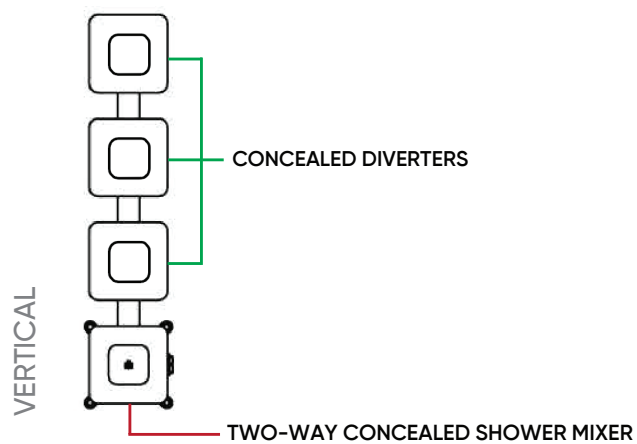 CONCEALED DIVERTERS
VERTICAL
TWO-WAY CONCEALED SHOWER MIXER